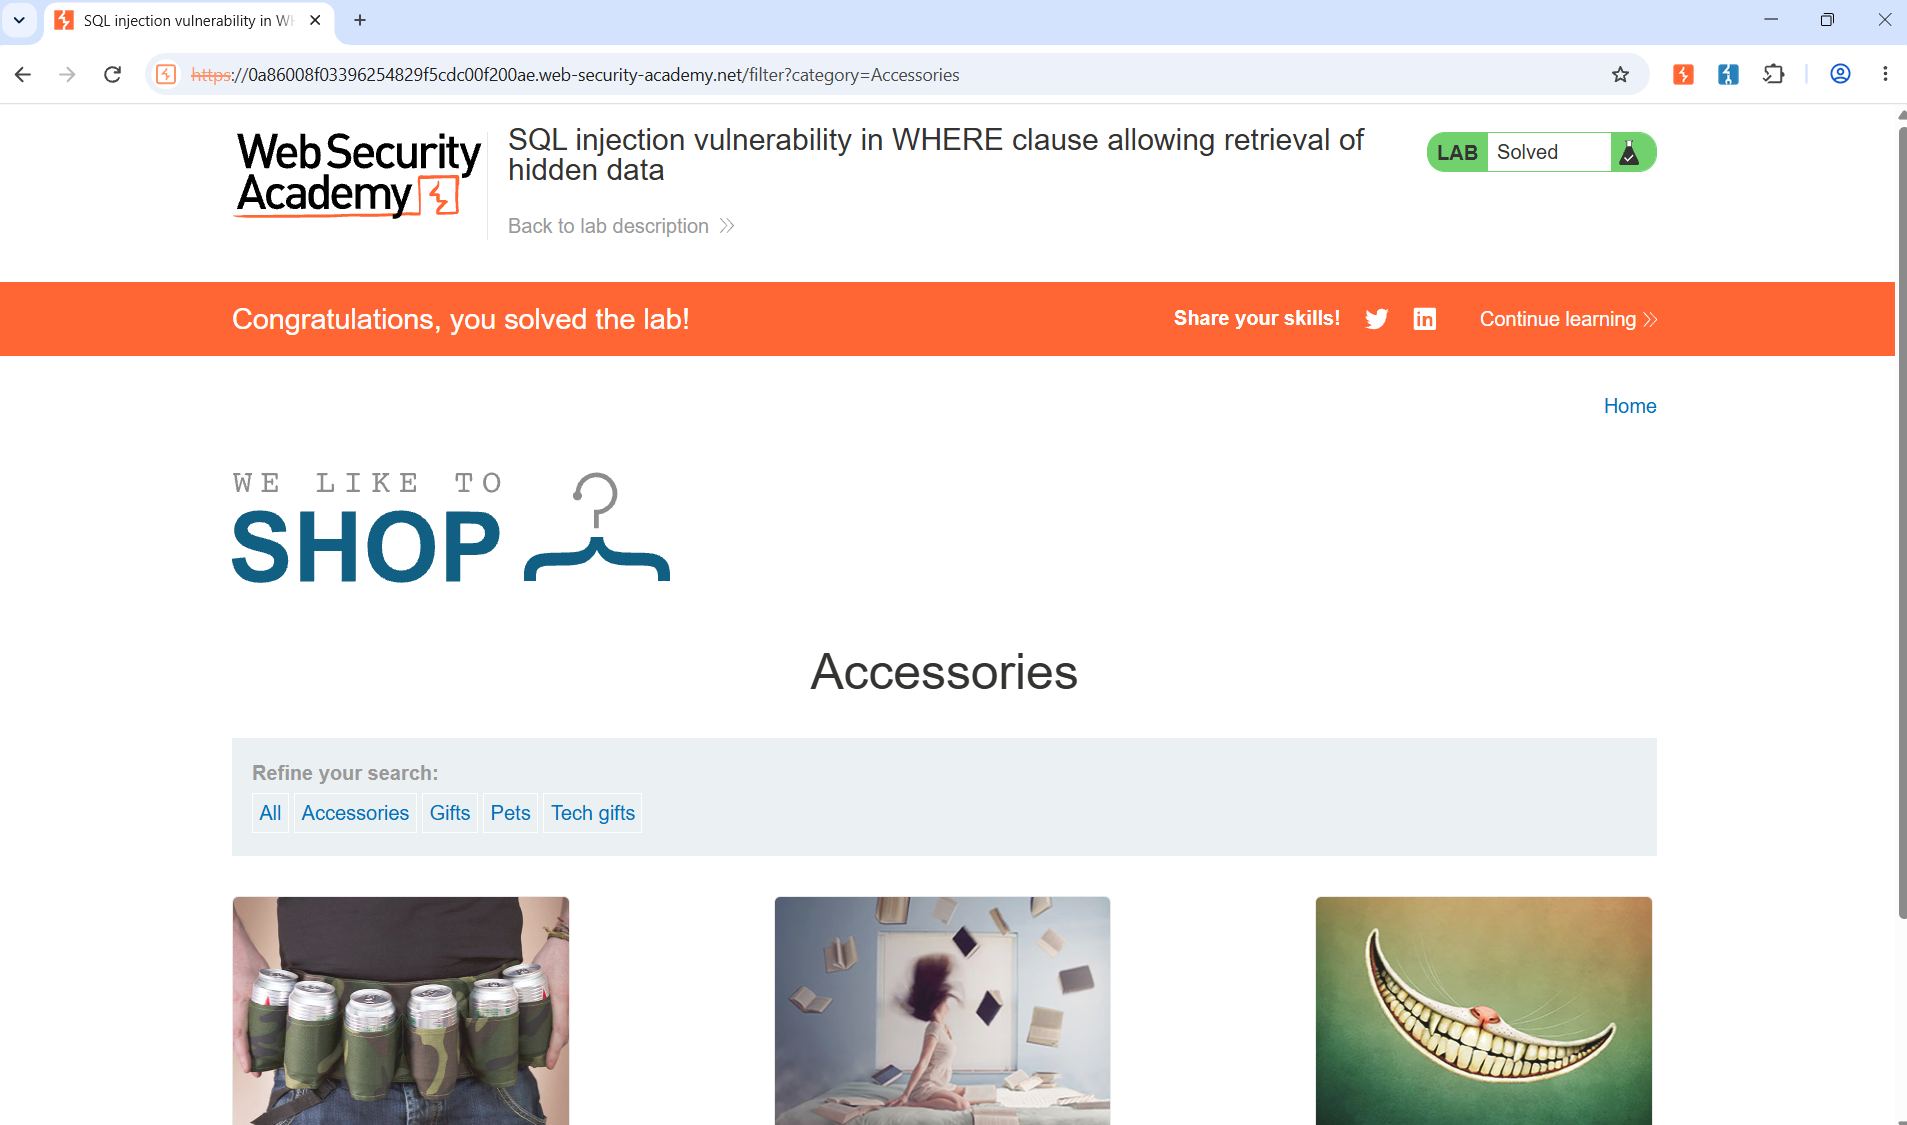 SQL injection vulnerability in WH
https://0a86008f03396254829f5cdc00f200ae.web-security-academy.net/filter?category=Accessories
Web Security
Academy
SQL injection vulnerability in WHERE clause allowing retrieval of
hidden data
Back to lab description
LAB Solved
Congratulations, you solved the lab!
Share your skills!
Continue learning
Home
WE LIKE TO
SHOP
Accessories
Refine your search:
All Accessories Gifts Pets Tech gifts